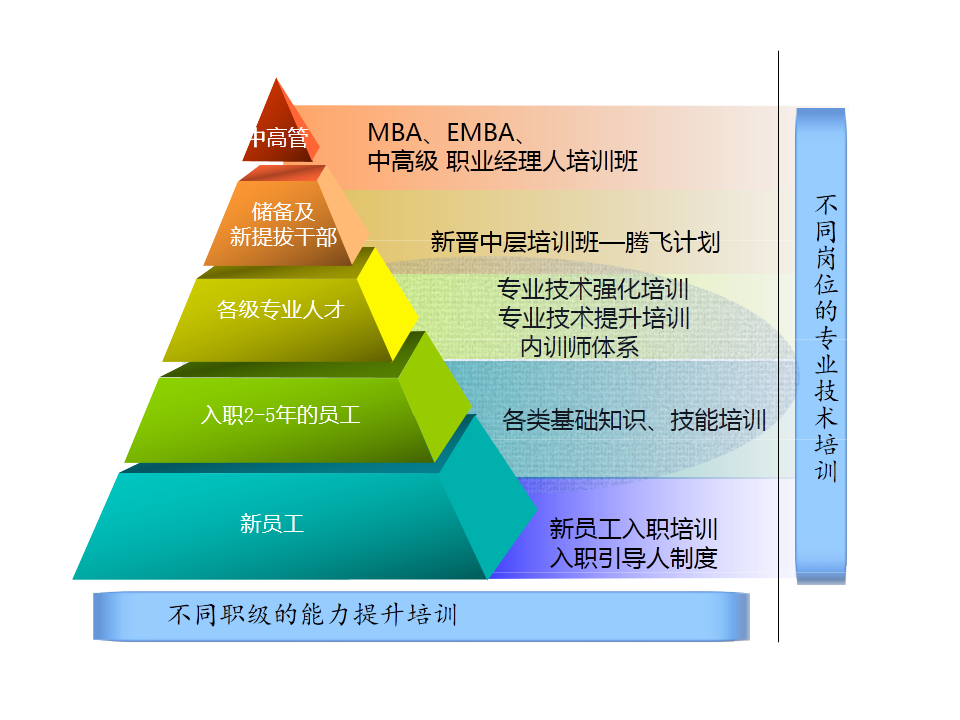 中高管
MBA、EMBA、
中高级 职业经理人培训班
储备及
新提拔干部
新晋中层培训班—腾飞计划
各级专业人才
专业技术强化培训
专业技术提升培训
内训师体系
入职2-5年的员工
各类基础知识、技能培训
新员工
新员工入职培训
入职引导人制度
不同岗位的专业技术培训
不同职级的能力提升培训